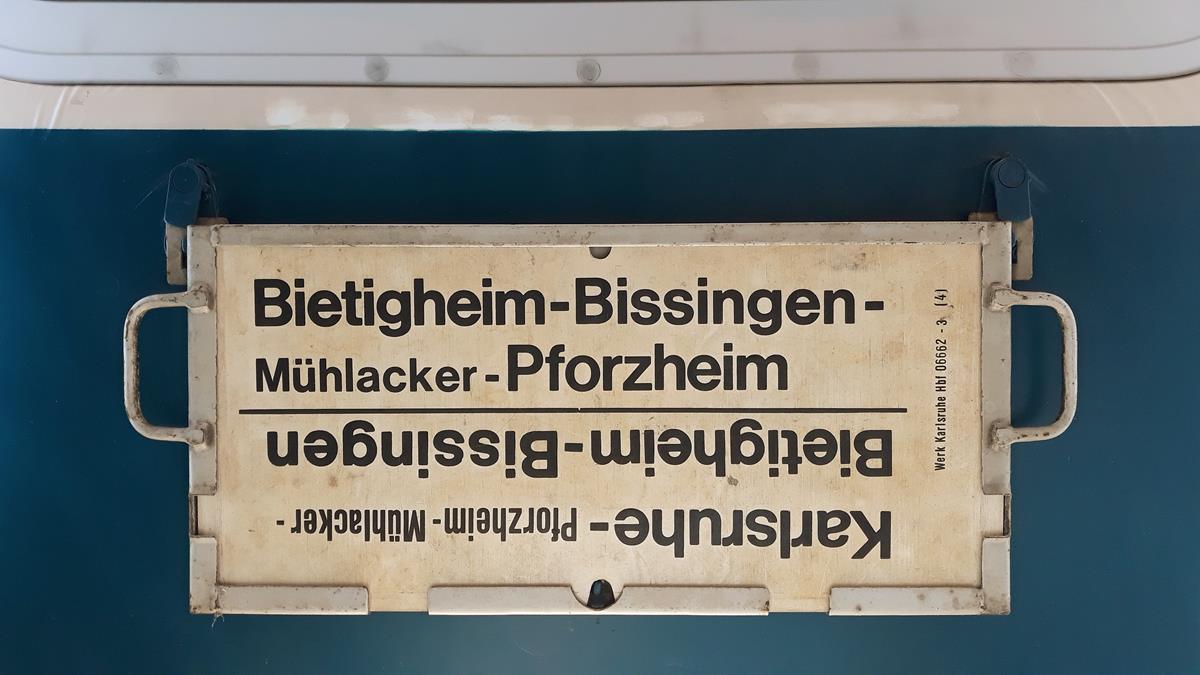 Bietigheim-Bissingen-
Mühlacker-Pforzheim
Karlsruhe-Pforzheim-Mühlacker-
Bietigheim-Bissingen
Werk Karlsruhe Hbf 06662 - 3 (4)